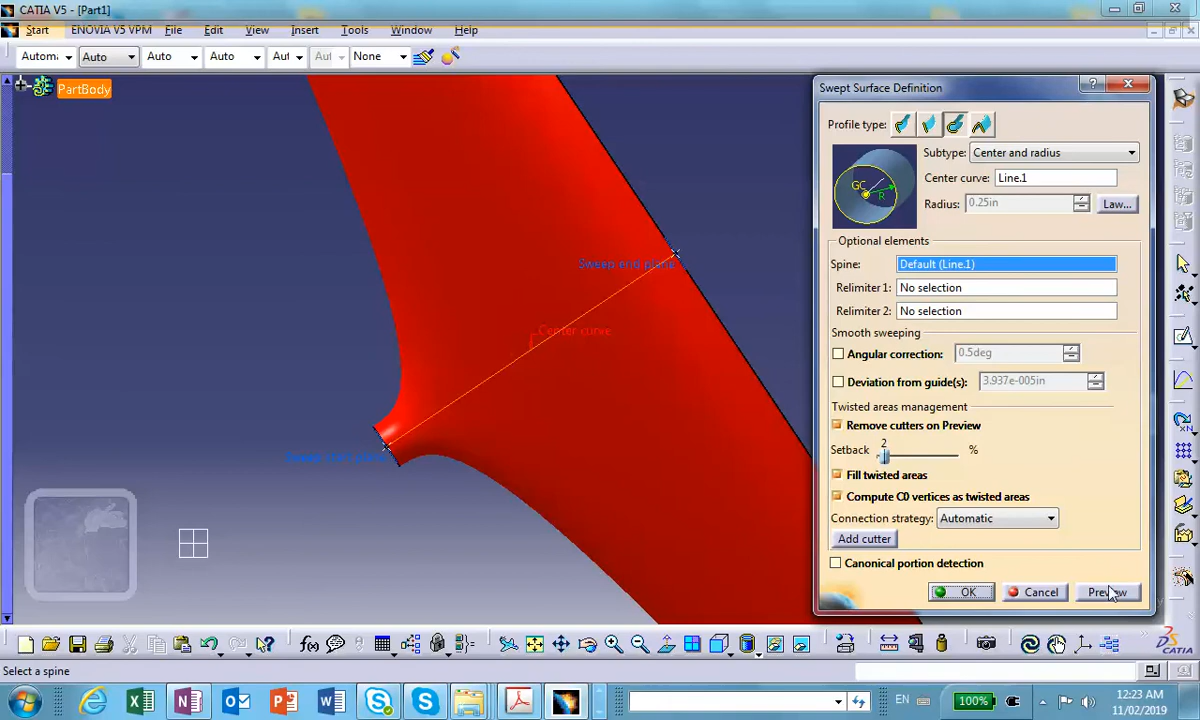 CATIA V5 - [Part1]
Start ENOVIA V5 VPM File Edit View Insert Tools Window Help
Autom: Auto Auto Auto Aut Aut None
PartBody
Sweep end plane
Center curve
Swept Surface Definition
Profile type:
Subtype: Center and radius
Center curve: Line.1
Radius: 0.25in Law...
GC
R
Optional elements
Spine: Default (Line.1)
Relimiter 1: No selection
Relimiter 2: No selection
Smooth sweeping
Angular correction: 0.5deg
Deviation from guide(s): 3.937e-005in
Twisted areas management
Remove cutters on Preview
2
Setback %
Fill twisted areas
Compute C0 vertices as twisted areas
Connection strategy: Automatic
Add cutter
Canonical portion detection
OK Cancel Preview
CATIA
Select a spine
EN 100% 12:23 AM
11/02/2019